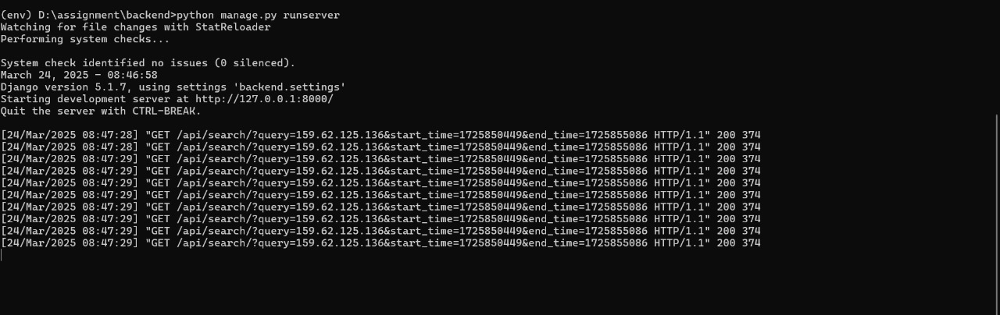 (env) D:\assignment\backend>python manage.py runserver
Watching for file changes with StatReloader
Performing system checks...
System check identified no issues (0 silenced).
March 24, 2025 - 08:46:58
Django version 5.1.7, using settings 'backend.settings'
Starting development server at http://127.0.0.1:8000/
Quit the server with CTRL-BREAK.
[24/Mar/2025 08:47:28] "GET /api/search/?query=159.62.125.136&start_time=1725850449&end_time=1725855086 HTTP/1.1" 200 374
[24/Mar/2025 08:47:28] "GET /api/search/?query=159.62.125.136&start_time=1725850449&end_time=1725855086 HTTP/1.1" 200 374
[24/Mar/2025 08:47:29] "GET /api/search/?query=159.62.125.136&start_time=1725850449&end_time=1725855086 HTTP/1.1" 200 374
[24/Mar/2025 08:47:29] "GET /api/search/?query=159.62.125.136&start_time=1725850449&end_time=1725855086 HTTP/1.1" 200 374
[24/Mar/2025 08:47:29] "GET /api/search/?query=159.62.125.136&start_time=1725850449&end_time=1725855086 HTTP/1.1" 200 374
[24/Mar/2025 08:47:29] "GET /api/search/?query=159.62.125.136&start_time=1725850449&end_time=1725855086 HTTP/1.1" 200 374
[24/Mar/2025 08:47:29] "GET /api/search/?query=159.62.125.136&start_time=1725850449&end_time=1725855086 HTTP/1.1" 200 374
[24/Mar/2025 08:47:29] "GET /api/search/?query=159.62.125.136&start_time=1725850449&end_time=1725855086 HTTP/1.1" 200 374
[24/Mar/2025 08:47:29] "GET /api/search/?query=159.62.125.136&start_time=1725850449&end_time=1725855086 HTTP/1.1" 200 374
[24/Mar/2025 08:47:29] "GET /api/search/?query=159.62.125.136&start_time=1725850449&end_time=1725855086 HTTP/1.1" 200 374